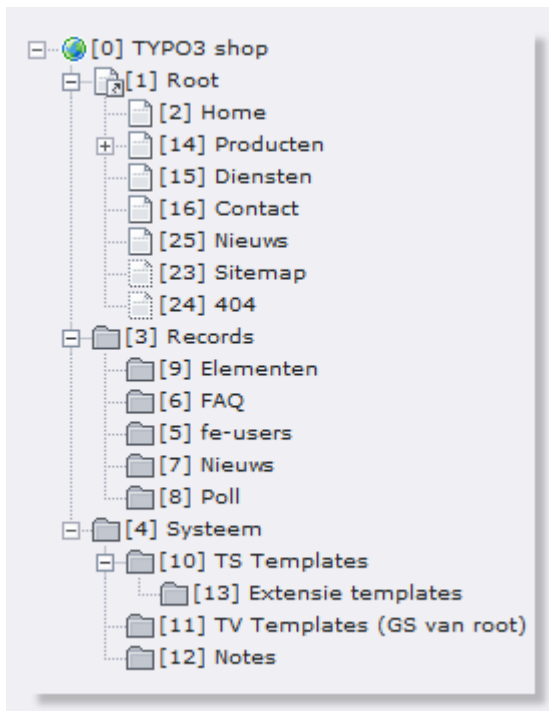 [0] TYPO3 shop
[1] Root
[2] Home
[14] Producten
[15] Diensten
[16] Contact
[25] Nieuws
[23] Sitemap
[24] 404
[3] Records
[9] Elementen
[6] FAQ
[5] fe-users
[7] Nieuws
[8] Poll
[4] Systeem
[10] TS Templates
[13] Extensie templates
[11] TV Templates (GS van root)
[12] Notes